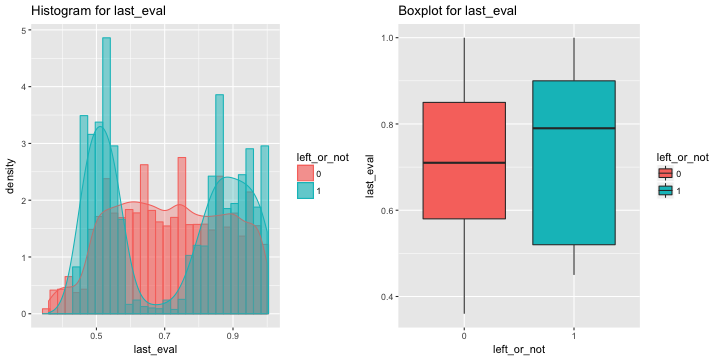 Histogram for last_eval
5
4
3
2
1
0
density
0.5 0.7 0.9
last_eval
left_or_not
0
1
Boxplot for last_eval
1.0
0.8
0.6
0.4
last_eval
0 1
left_or_not
left_or_not
0
1